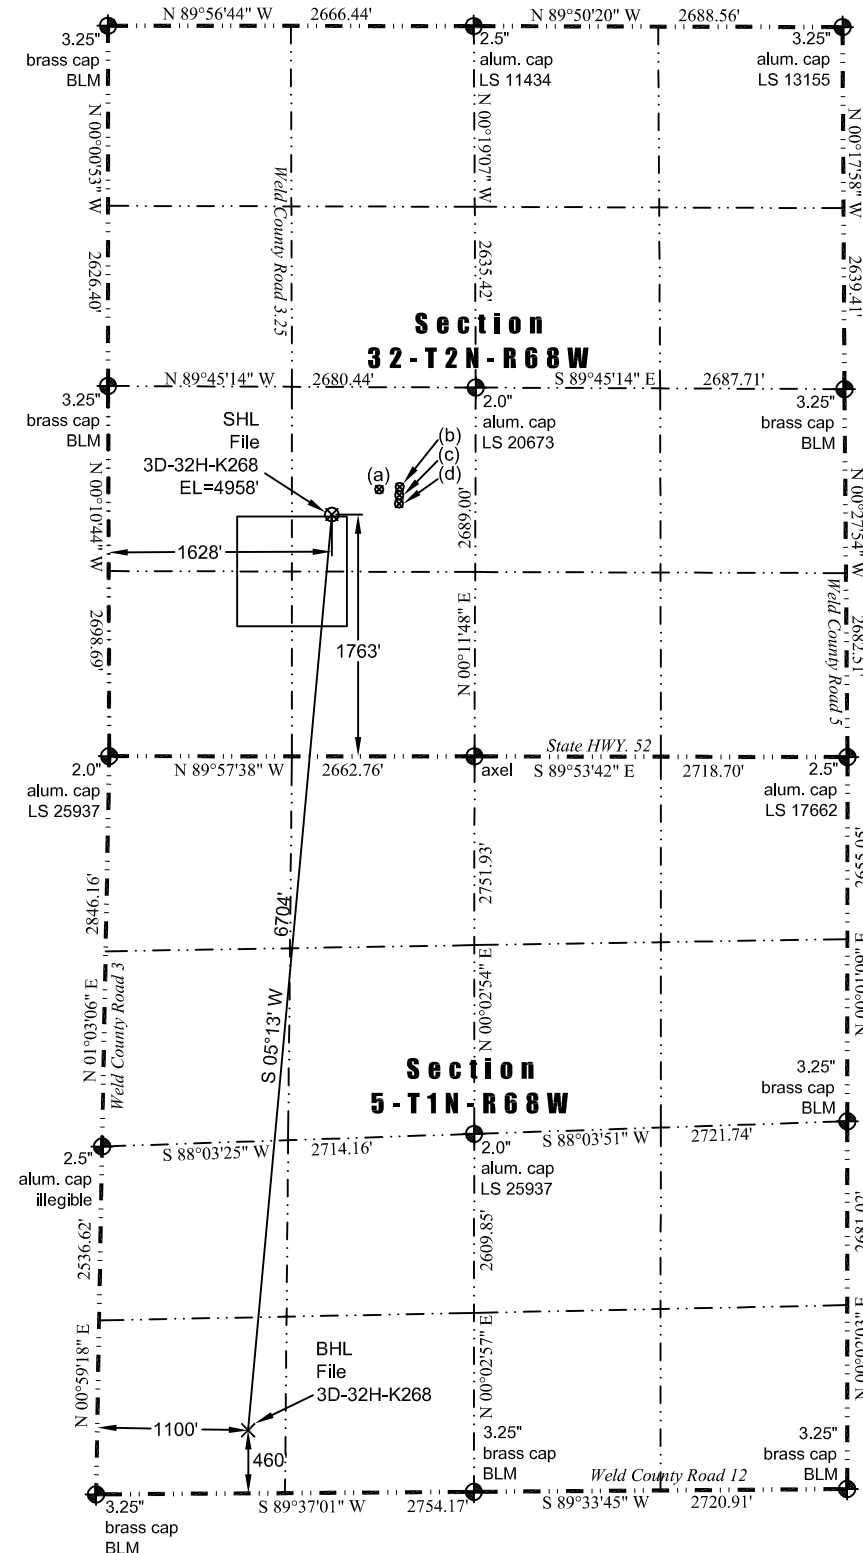 N 89°56'44" W 2666.44'
N 89°50'20" W 2688.56'
3.25"
brass cap
BLM
2.5"
alum. cap
LS 11434
3.25"
alum. cap
LS 13155
N 00°00'53" W
2626.40'
Weld County Road 3.25
N 00°19'07" W
2635.42'
N 00°17'58" W
2639.41'
Section
32-T2N-R68W
N 89°45'14" W 2680.44'
S 89°45'14" E 2687.71'
3.25"
brass cap
BLM
2.0"
alum. cap
LS 20673
3.25"
brass cap
BLM
SHL
File
3D-32H-K268
EL=4958'
(a)
(b)
(c)
(d)
N 00°10'44" W
2698.69'
1628'
1763'
2689.00'
N 00°11'48" E
N 00°27'54" W
2682.51'
Weld County Road 5
State HWY. 52
N 89°57'38" W 2662.76'
S 89°53'42" E 2718.70'
2.0"
alum. cap
LS 25937
axel
2.5"
alum. cap
LS 17662
2846.16'
N 01°03'06" E
Weld County Road 3
6704'
S 05°13' W
2751.93'
N 00°02'54" E
Section
5-T1N-R68W
3.25"
brass cap
BLM
S 88°03'25" W 2714.16'
S 88°03'51" W 2721.74'
2.5"
alum. cap
illegible
2.0"
alum. cap
LS 25937
2536.62'
N 00°59'18" E
2609.85'
N 00°02'57" E
BHL
File
3D-32H-K268
1100'
460'
3.25"
brass cap
BLM
3.25"
brass cap
BLM
Weld County Road 12
S 89°37'01" W 2754.17'
S 89°33'45" W 2720.91'
3.25"
brass cap
BLM